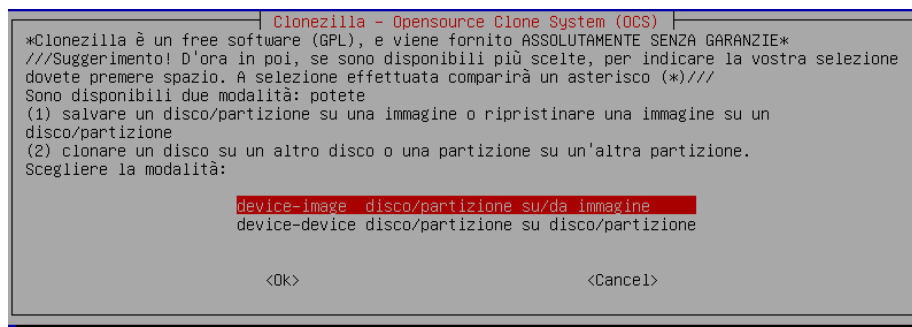 Clonezilla - Opensource Clone System (OCS)
*Clonezilla è un free software (GPL), e viene fornito ASSOLUTAMENTE SENZA GARANZIE*
///Suggerimento! D'ora in poi, se sono disponibili più scelte, per indicare la vostra selezione
dovete premere spazio. A selezione effettuata comparirà un asterisco (*)///
Sono disponibili due modalità: potete
(1) salvare un disco/partizione su una immagine o ripristinare una immagine su un
disco/partizione
(2) clonare un disco su un altro disco o una partizione su un'altra partizione.
Scegliere la modalità:
device-image disco/partizione su/da immagine
device-device disco/partizione su disco/partizione
<Ok> <Cancel>